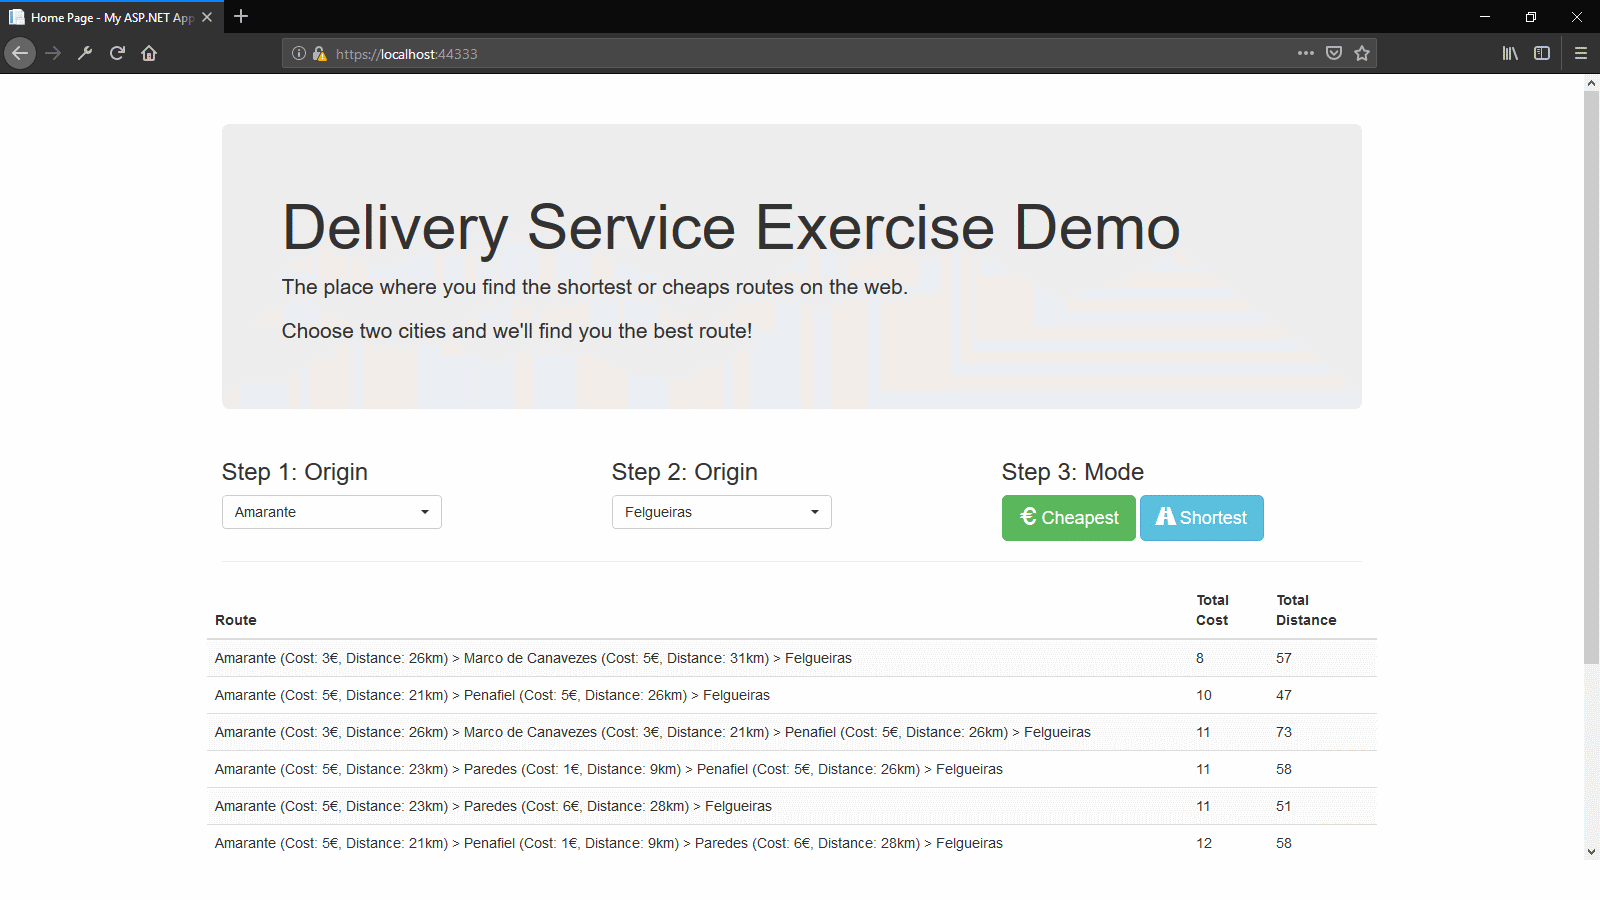 Home Page - My ASP.NET App
https://localhost:44333
Delivery Service Exercise Demo
The place where you find the shortest or cheaps routes on the web.
Choose two cities and we'll find you the best route!
Step 1: Origin
Amarante
Step 2: Origin
Felgueiras
Step 3: Mode
€ Cheapest
Shortest
Route Total Cost Total Distance
Amarante (Cost: 3€, Distance: 26km) > Marco de Canavezes (Cost: 5€, Distance: 31km) > Felgueiras 8 57
Amarante (Cost: 5€, Distance: 21km) > Penafiel (Cost: 5€, Distance: 26km) > Felgueiras 10 47
Amarante (Cost: 3€, Distance: 26km) > Marco de Canavezes (Cost: 3€, Distance: 21km) > Penafiel (Cost: 5€, Distance: 26km) > Felgueiras 11 73
Amarante (Cost: 5€, Distance: 23km) > Paredes (Cost: 1€, Distance: 9km) > Penafiel (Cost: 5€, Distance: 26km) > Felgueiras 11 58
Amarante (Cost: 5€, Distance: 23km) > Paredes (Cost: 6€, Distance: 28km) > Felgueiras 11 51
Amarante (Cost: 5€, Distance: 21km) > Penafiel (Cost: 1€, Distance: 9km) > Paredes (Cost: 6€, Distance: 28km) > Felgueiras 12 58